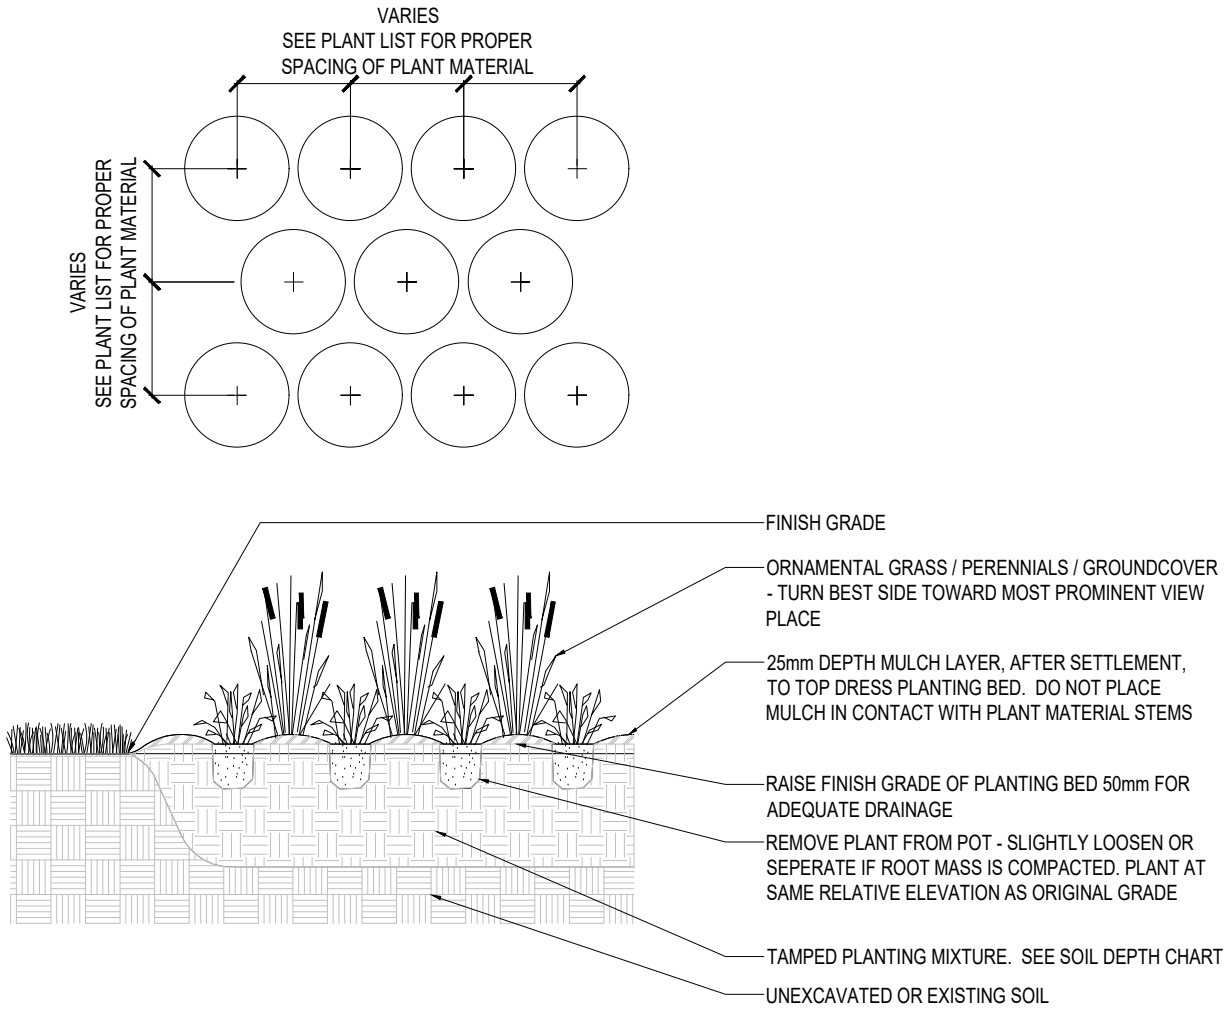 VARIES
SEE PLANT LIST FOR PROPER
SPACING OF PLANT MATERIAL
VARIES
SEE PLANT LIST FOR PROPER
SPACING OF PLANT MATERIAL
FINISH GRADE
ORNAMENTAL GRASS / PERENNIALS / GROUNDCOVER
- TURN BEST SIDE TOWARD MOST PROMINENT VIEW
PLACE
25mm DEPTH MULCH LAYER, AFTER SETTLEMENT,
TO TOP DRESS PLANTING BED. DO NOT PLACE
MULCH IN CONTACT WITH PLANT MATERIAL STEMS
RAISE FINISH GRADE OF PLANTING BED 50mm FOR
ADEQUATE DRAINAGE
REMOVE PLANT FROM POT - SLIGHTLY LOOSEN OR
SEPERATE IF ROOT MASS IS COMPACTED. PLANT AT
SAME RELATIVE ELEVATION AS ORIGINAL GRADE
TAMPED PLANTING MIXTURE. SEE SOIL DEPTH CHART
UNEXCAVATED OR EXISTING SOIL